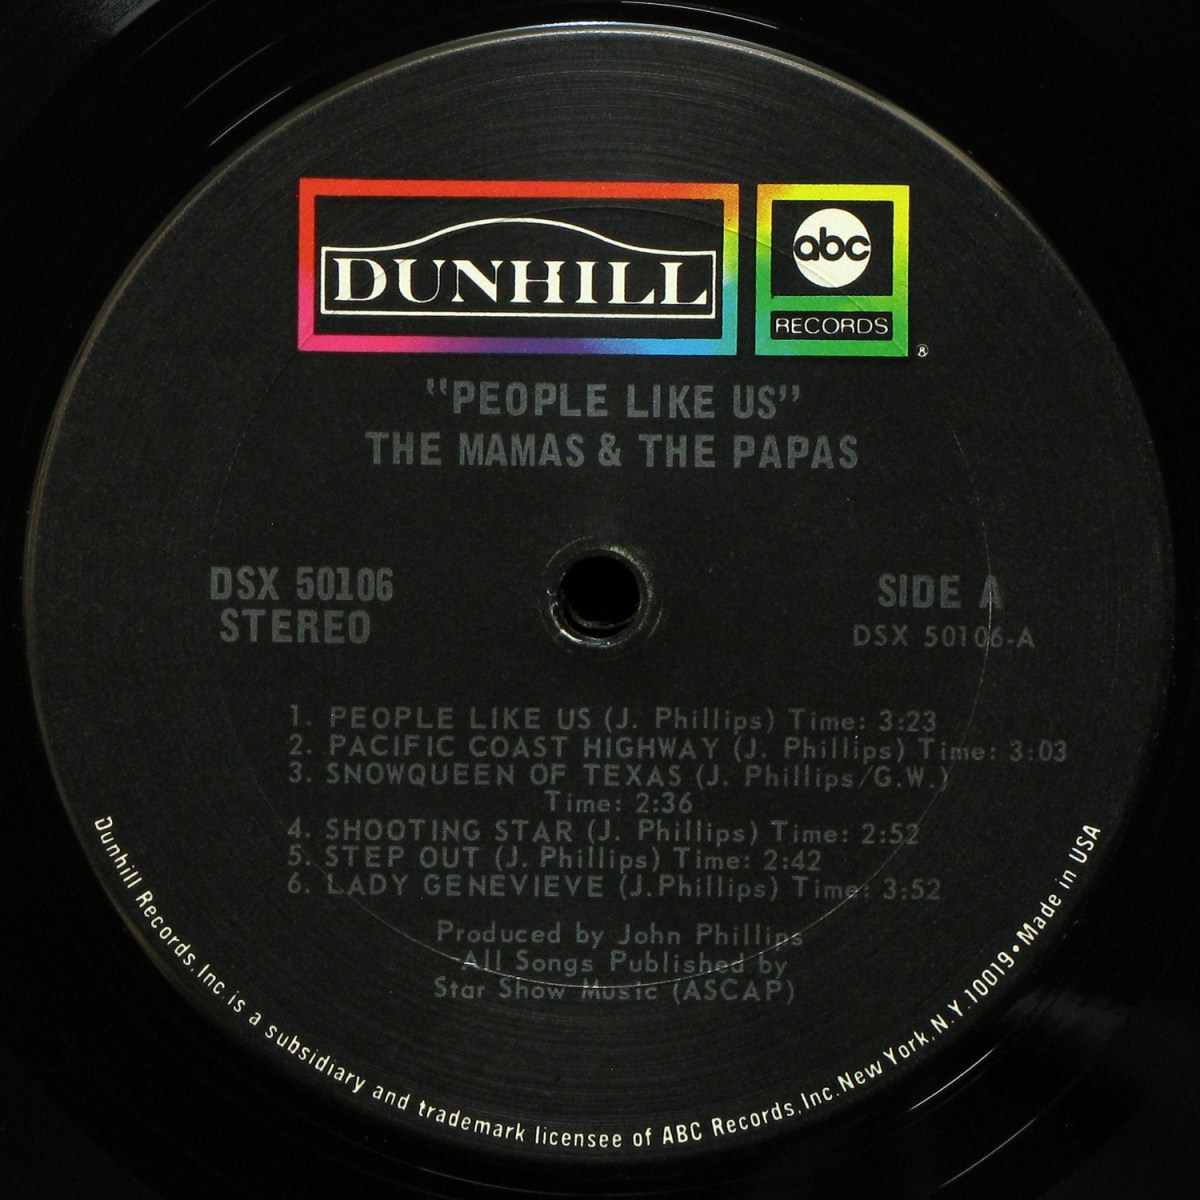 DUNHILL
abc
RECORDS
®
"PEOPLE LIKE US"
THE MAMAS & THE PAPAS
DSX 50106
STEREO
SIDE A
DSX 50106-A
1. PEOPLE LIKE US (J. Phillips) Time: 3:23
2. PACIFIC COAST HIGHWAY (J. Phillips) Time: 3:03
3. SNOWQUEEN OF TEXAS (J. Phillips/G.W.)
Time: 2:36
4. SHOOTING STAR (J. Phillips) Time: 2:52
5. STEP OUT (J. Phillips) Time: 2:42
6. LADY GENEVIEVE (J.Phillips) Time: 3:52
Produced by John Phillips
All Songs Published by
Star Show Music (ASCAP)
Dunhill Records, Inc. is a subsidiary and trademark licensee of ABC Records, Inc. New York, N.Y. 10019 • Made in USA